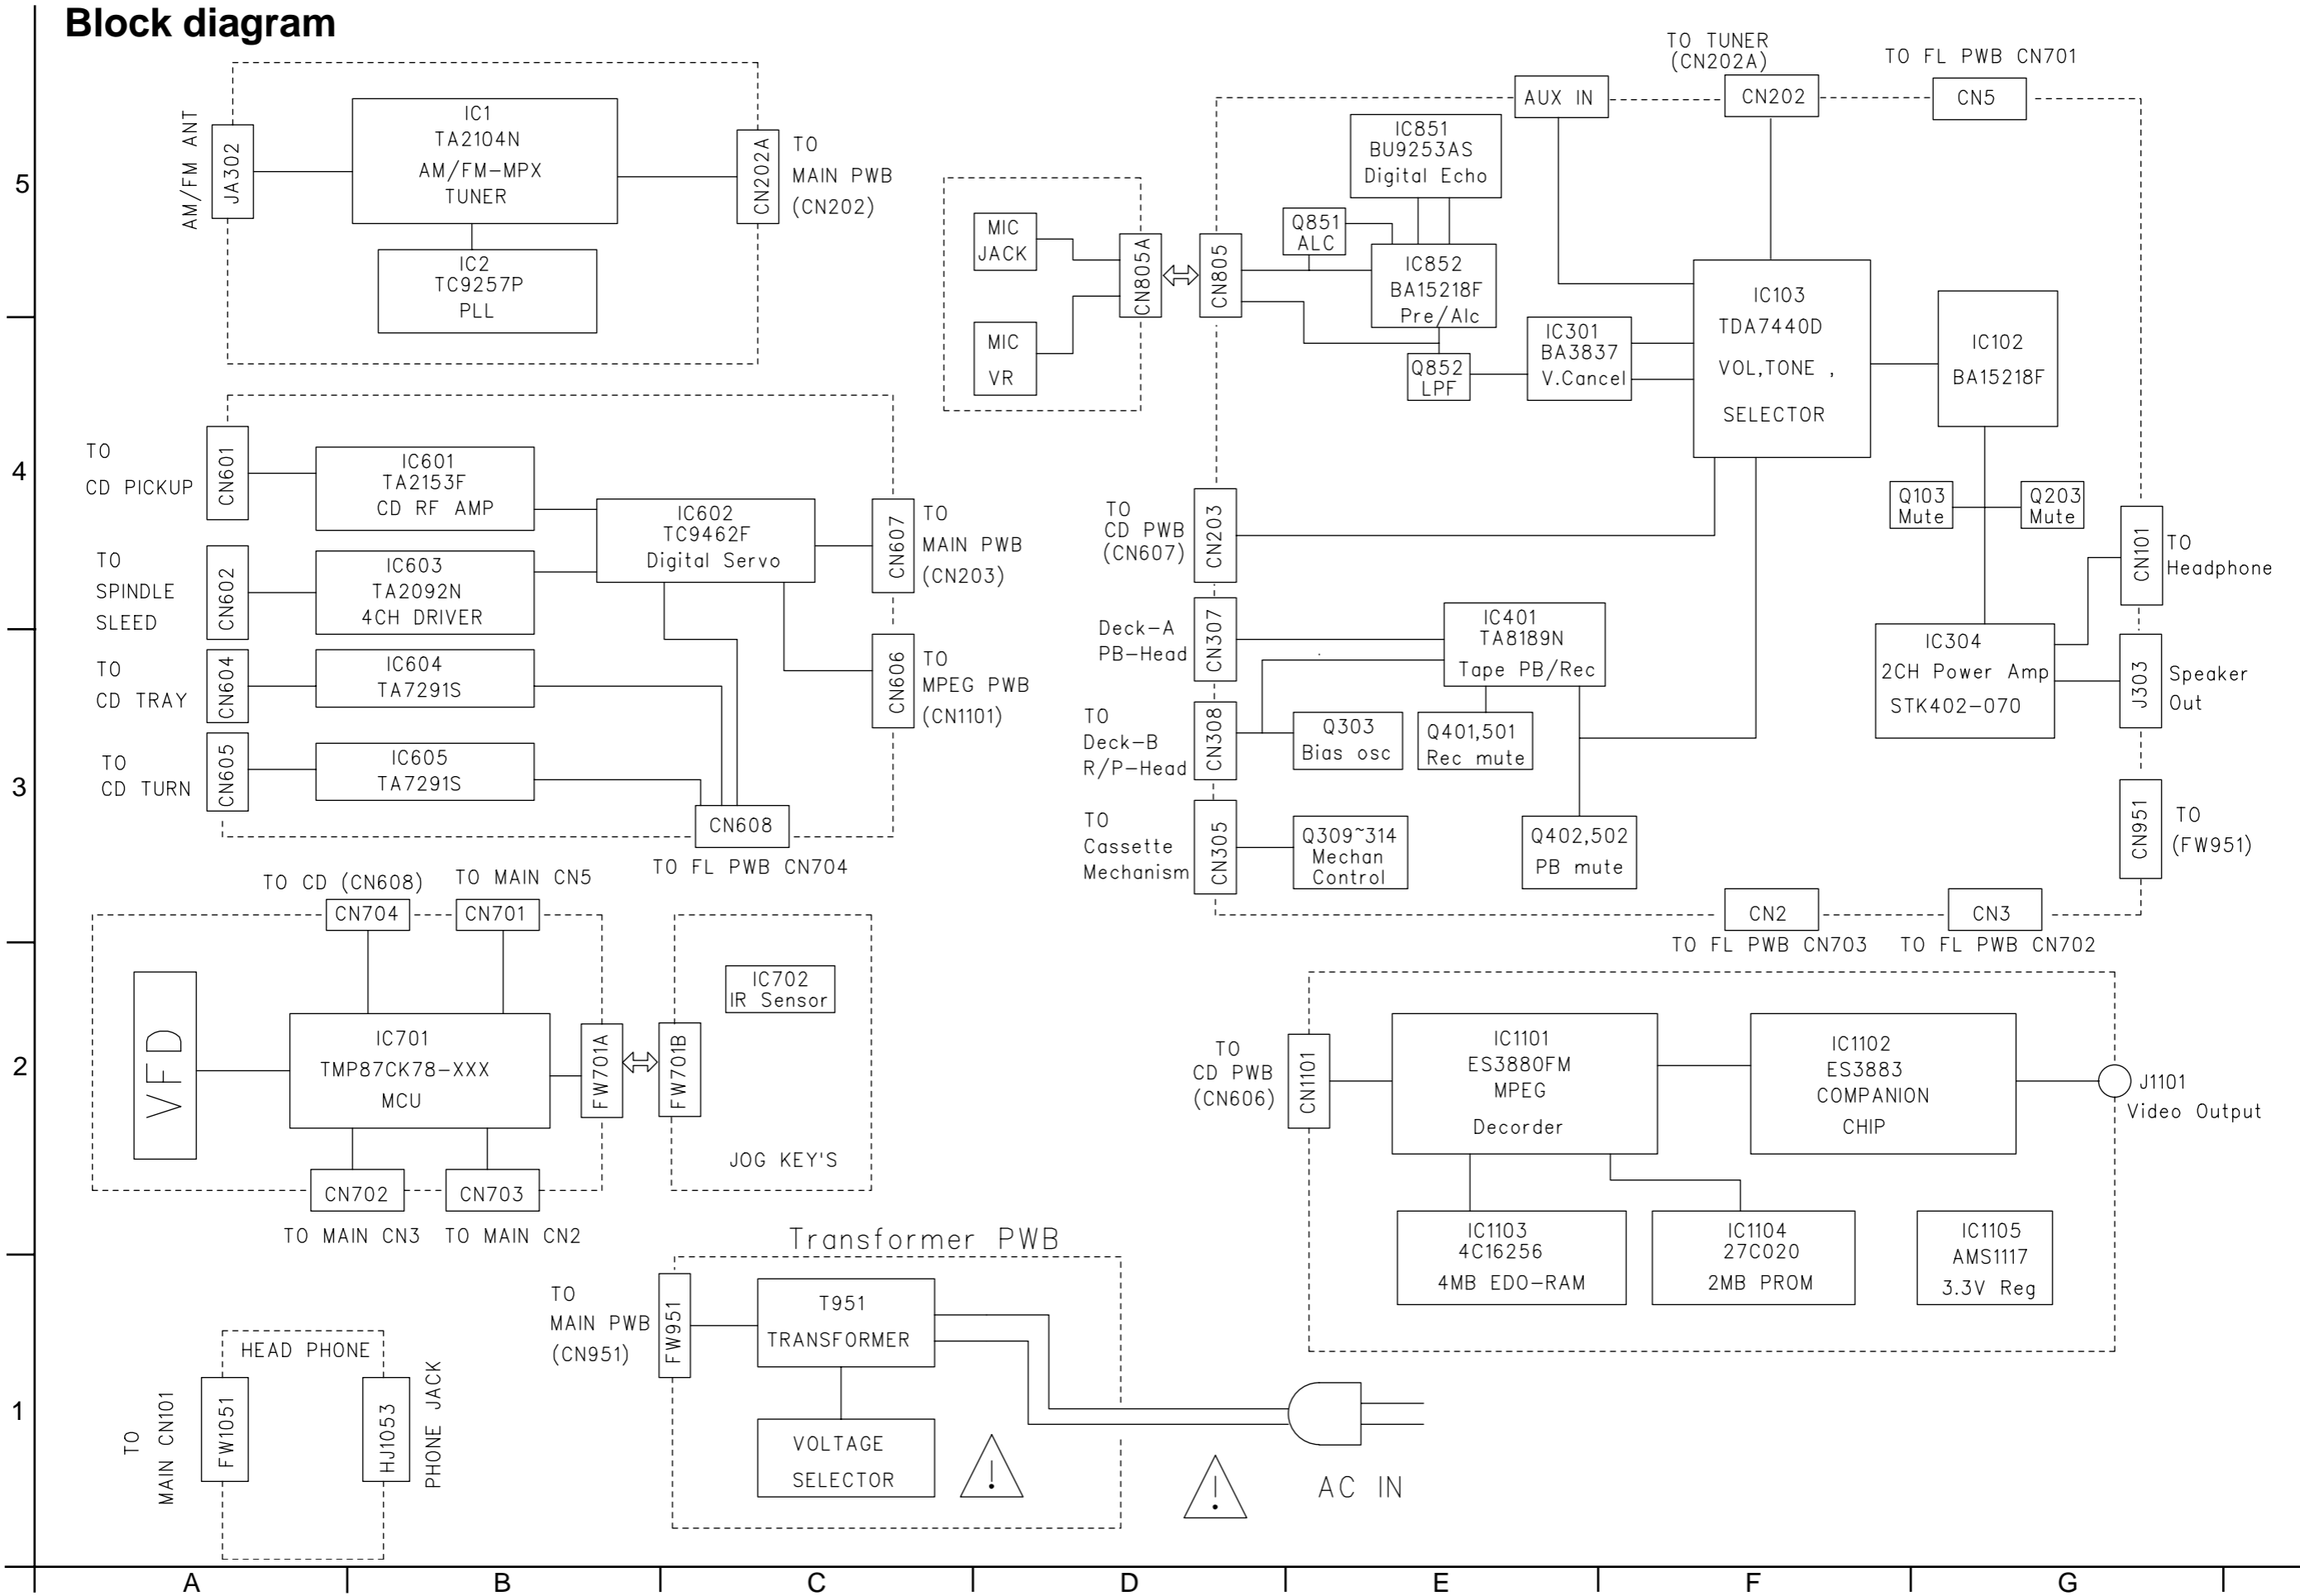 Block diagram
AM/FM ANT
JA302
IC1
TA2104N
AM/FM-MPX
TUNER
IC2
TC9257P
PLL
CN202A
TO
MAIN PWB
(CN202)
MIC
JACK
MIC
VR
CN805A
CN805
AUX IN
TO TUNER
(CN202A)
CN202
TO FL PWB CN701
CN5
IC851
BU9253AS
Digital Echo
Q851
ALC
IC852
BA15218F
Pre/Alc
Q852
LPF
IC301
BA3837
V.Cancel
IC103
TDA7440D
VOL,TONE ,
SELECTOR
IC102
BA15218F
Q103
Mute
Q203
Mute
CN101
TO
Headphone
IC304
2CH Power Amp
STK402-070
J303
Speaker
Out
CN951
TO
(FW951)
TO
CD PICKUP
CN601
IC601
TA2153F
CD RF AMP
TO
SPINDLE
SLEED
CN602
IC603
TA2092N
4CH DRIVER
IC602
TC9462F
Digital Servo
CN607
TO
MAIN PWB
(CN203)
TO
CD TRAY
CN604
IC604
TA7291S
CN606
TO
MPEG PWB
(CN1101)
TO
CD TURN
CN605
IC605
TA7291S
CN608
TO FL PWB CN704
TO
CD PWB
(CN607)
CN203
Deck-A
PB-Head
CN307
TO
Deck-B
R/P-Head
CN308
TO
Cassette
Mechanism
CN305
IC401
TA8189N
Tape PB/Rec
Q303
Bias osc
Q401,501
Rec mute
Q309~314
Mechan
Control
Q402,502
PB mute
CN2
TO FL PWB CN703
CN3
TO FL PWB CN702
TO CD (CN608)
CN704
TO MAIN CN5
CN701
VFD
IC701
TMP87CK78-XXX
MCU
FW701A
FW701B
IC702
IR Sensor
JOG KEY'S
CN702
TO MAIN CN3
CN703
TO MAIN CN2
TO
CD PWB
(CN606)
CN1101
IC1101
ES3880FM
MPEG
Decorder
IC1102
ES3883
COMPANION
CHIP
J1101
Video Output
IC1103
4C16256
4MB EDO-RAM
IC1104
27C020
2MB PROM
IC1105
AMS1117
3.3V Reg
Transformer PWB
TO
MAIN PWB
(CN951)
FW951
T951
TRANSFORMER
VOLTAGE
SELECTOR
!
!
AC IN
HEAD PHONE
TO
MAIN CN101
FW1051
HJ1053
PHONE JACK
5
4
3
2
1
A
B
C
D
E
F
G